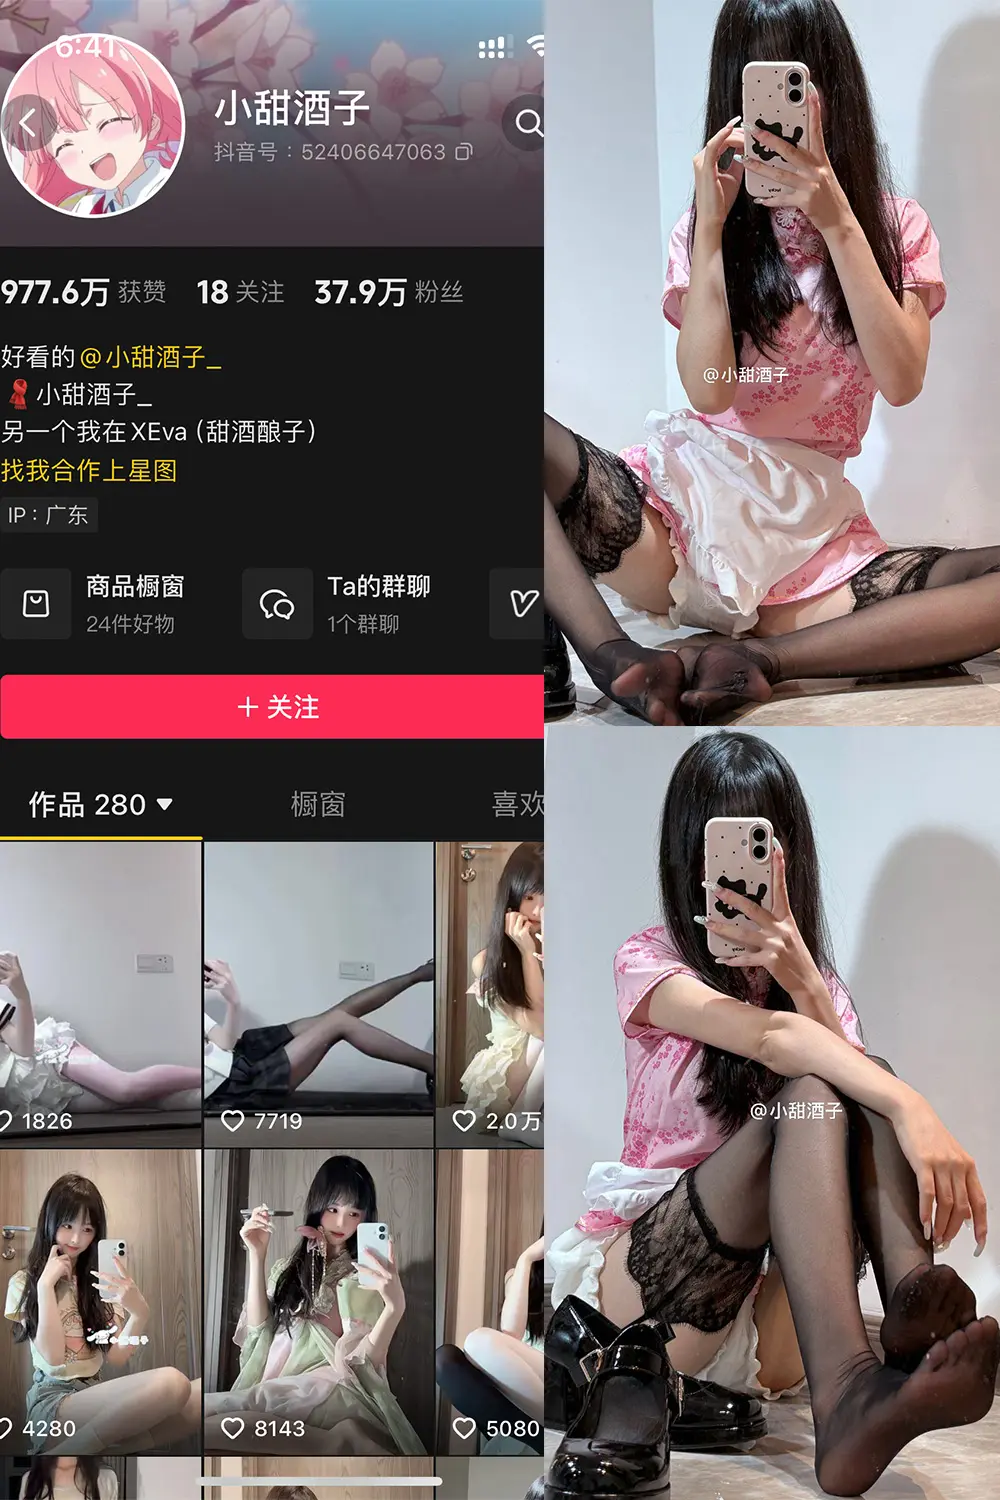 6:41
小甜酒子
抖音号：52406647063
977.6万 获赞 18 关注 37.9万 粉丝
好看的 @小甜酒子_
小甜酒子_
另一个我在XEva（甜酒酿子）
找我合作上星图
IP：广东
商品橱窗
24件好物
Ta的群聊
1个群聊
+ 关注
作品 280 橱窗 喜欢
1826 7719 2.0万
4280 8143 5080
@小甜酒子
@小甜酒子